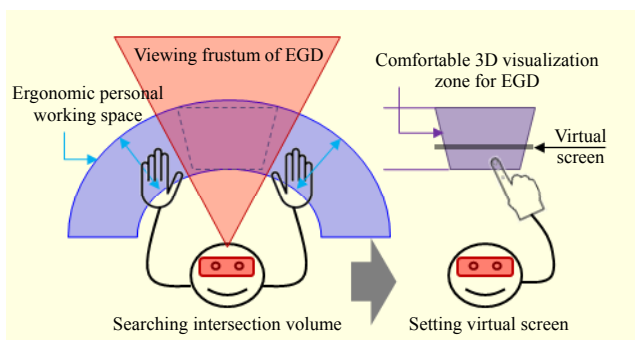 Viewing frustum of EGD
Ergonomic personal
working space
Searching intersection volume
Comfortable 3D visualization
zone for EGD
Virtual
screen
Setting virtual screen